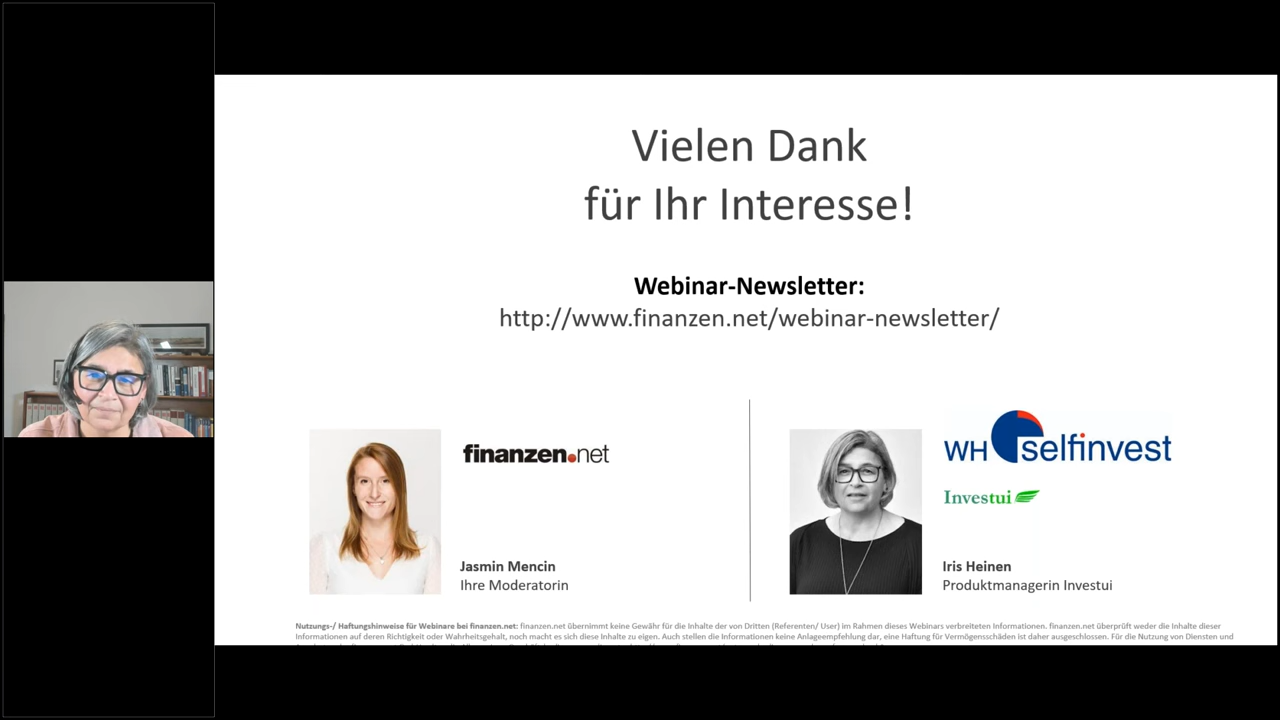 Vielen Dank
für Ihr Interesse!
Webinar-Newsletter:
http://www.finanzen.net/webinar-newsletter/
finanzen.net
Jasmin Mencin
Ihre Moderatorin
WH selfinvest
Investui
Iris Heinen
Produktmanagerin Investui
Nutzungs-/ Haftungshinweise für Webinare bei finanzen.net: finanzen.net übernimmt keine Gewähr für die Inhalte der von Dritten (Referenten/ User) im Rahmen dieses Webinars verbreiteten Informationen. finanzen.net überprüft weder die Inhalte dieser
Informationen auf deren Richtigkeit oder Wahrheitsgehalt, noch macht es sich diese Inhalte zu eigen. Auch stellen die Informationen keine Anlageempfehlung dar, eine Haftung für Vermögensschäden ist daher ausgeschlossen. Für die Nutzung von Diensten und